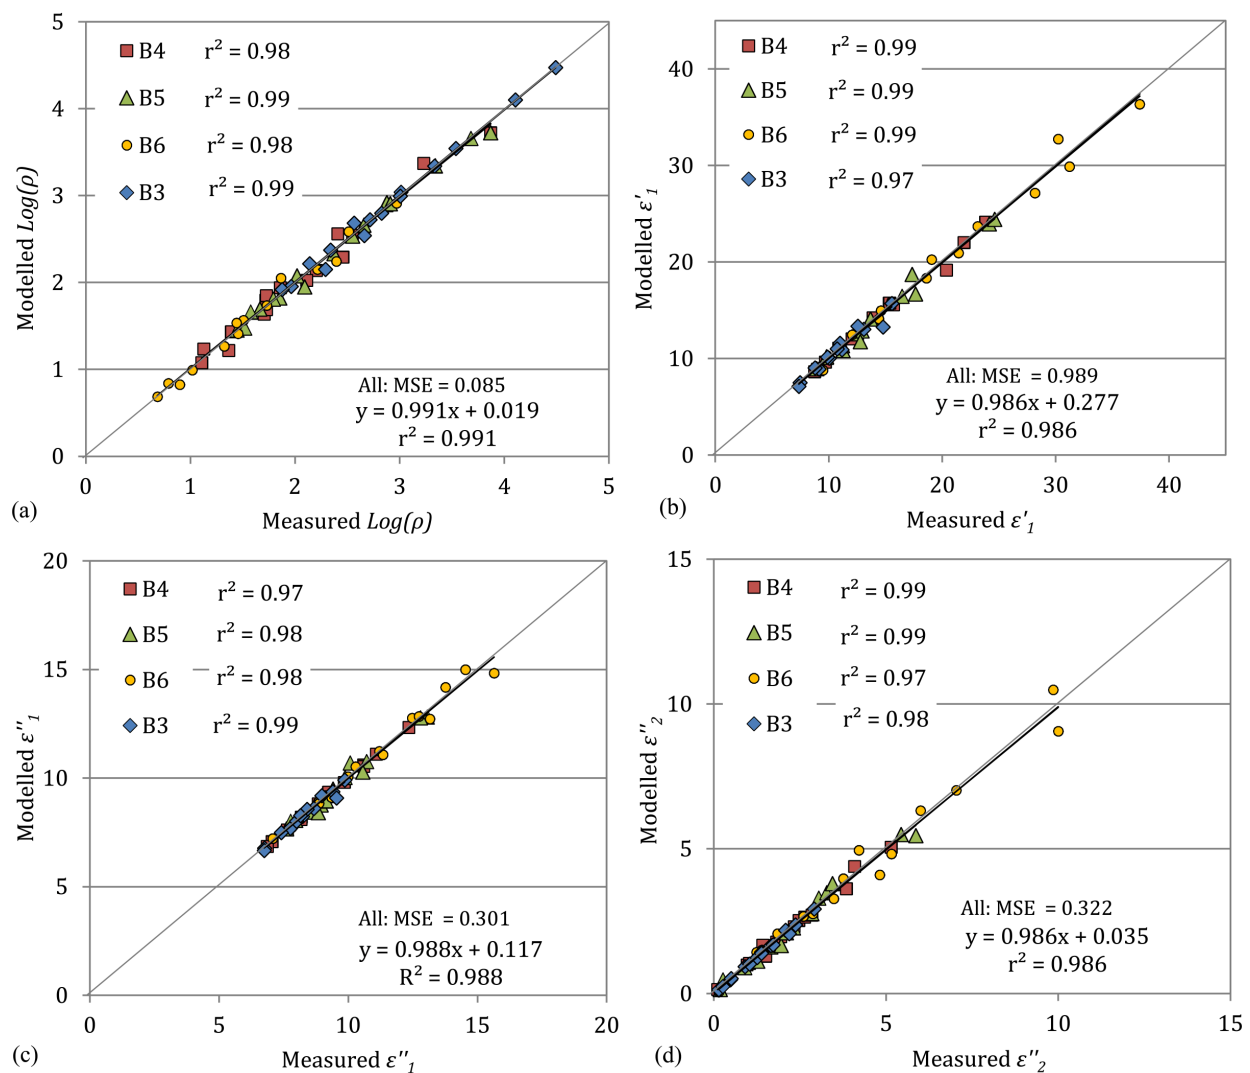 5
4
3
2
1
0
Modelled Log(ρ)
B4 r² = 0.98
B5 r² = 0.99
B6 r² = 0.98
B3 r² = 0.99
All: MSE = 0.085
y = 0.991x + 0.019
r² = 0.991
0 1 2 3 4 5
(a)
Measured Log(ρ)
40
30
20
10
0
Modelled ε′₁
B4 r² = 0.99
B5 r² = 0.99
B6 r² = 0.99
B3 r² = 0.97
All: MSE = 0.989
y = 0.986x + 0.277
r² = 0.986
0 10 20 30 40
(b)
Measured ε′₁
20
15
10
5
0
Modelled ε″₁
B4 r² = 0.97
B5 r² = 0.98
B6 r² = 0.98
B3 r² = 0.99
All: MSE = 0.301
y = 0.988x + 0.117
R² = 0.988
0 5 10 15 20
(c)
Measured ε″₁
15
10
5
0
Modelled ε″₂
B4 r² = 0.99
B5 r² = 0.99
B6 r² = 0.97
B3 r² = 0.98
All: MSE = 0.322
y = 0.986x + 0.035
r² = 0.986
0 5 10 15
(d)
Measured ε″₂